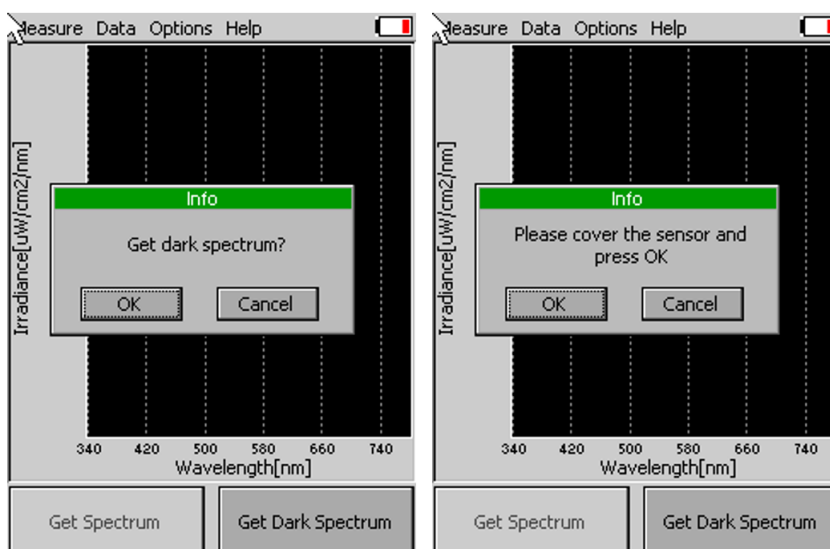 Measure Data Options Help
Irradiance[uW/cm2/nm]
Info
Get dark spectrum?
OK Cancel
340 420 500 580 660 740
Wavelength[nm]
Get Spectrum Get Dark Spectrum
Measure Data Options Help
Irradiance[uW/cm2/nm]
Info
Please cover the sensor and
press OK
OK Cancel
340 420 500 580 660 740
Wavelength[nm]
Get Spectrum Get Dark Spectrum